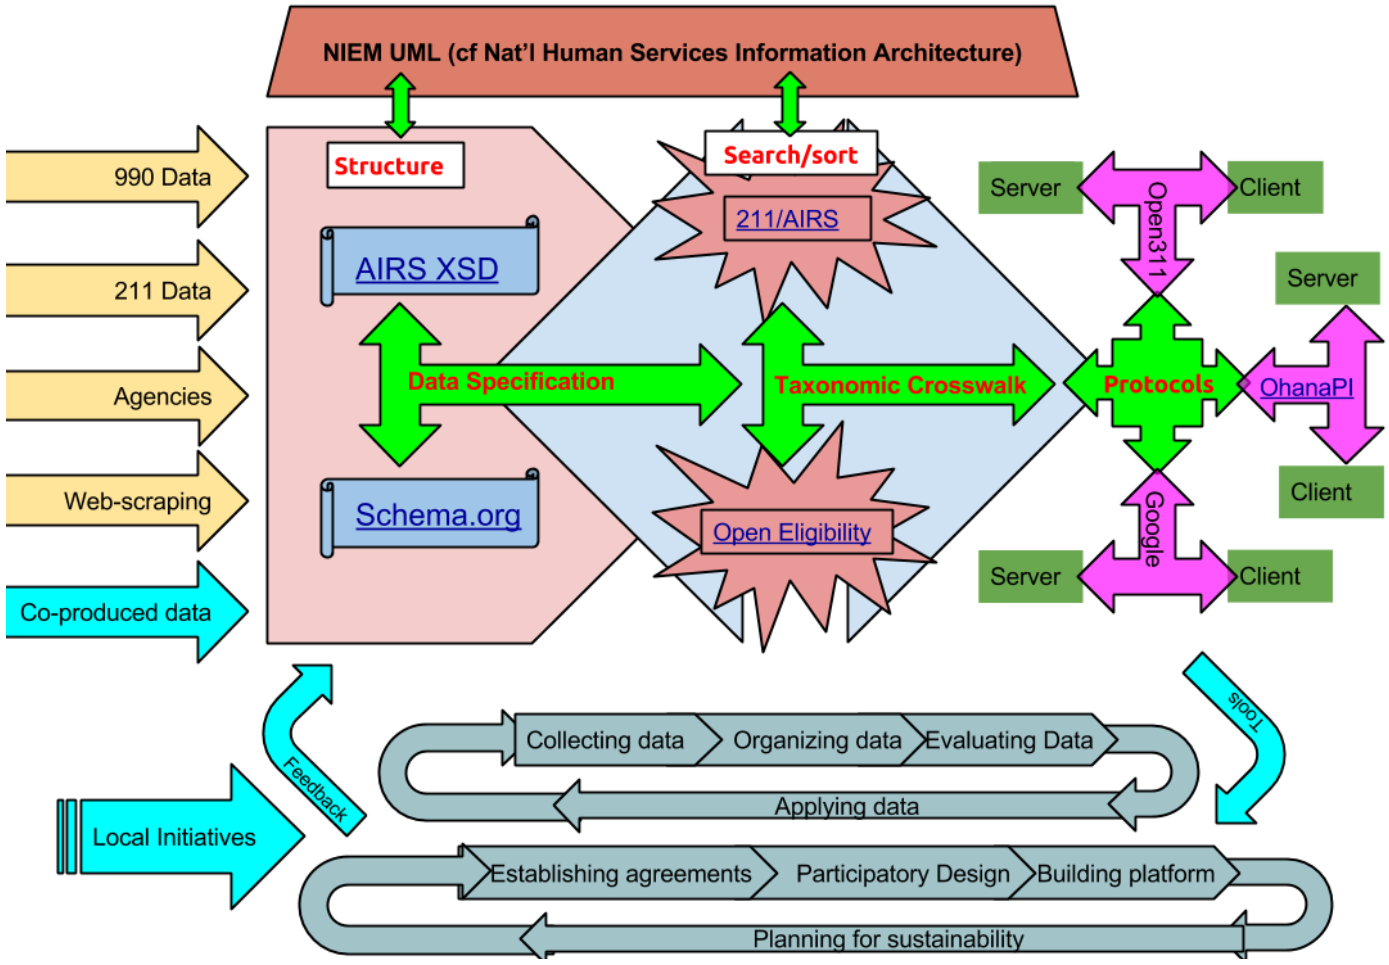 NIEM UML (cf Nat'l Human Services Information Architecture)
Structure
Search/sort
990 Data
211 Data
Agencies
Web-scraping
Co-produced data
AIRS XSD
Schema.org
Data Specification
211/AIRS
Open Eligibility
Taxonomic Crosswalk
Protocols
Server
Open311
Client
Server
OhanaPI
Client
Google
Server
Client
Feedback
Tools
Local Initiatives
Collecting data
Organizing data
Evaluating Data
Applying data
Establishing agreements
Participatory Design
Building platform
Planning for sustainability